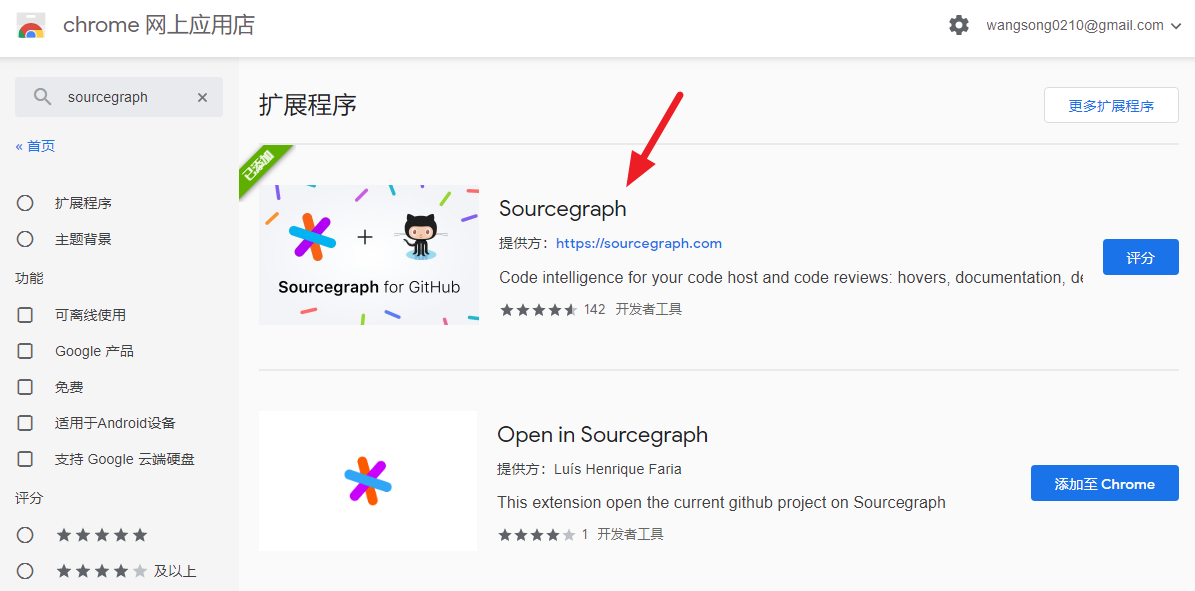 chrome 网上应用店
wangsong0210@gmail.com
sourcegraph
« 首页
扩展程序
主题背景
功能
可离线使用
Google 产品
免费
适用于Android设备
支持 Google 云端硬盘
评分
及以上
扩展程序
更多扩展程序
已添加
Sourcegraph for GitHub
Sourcegraph
提供方: https://sourcegraph.com
Code intelligence for your code host and code reviews: hovers, documentation, de
142 开发者工具
评分
Open in Sourcegraph
提供方: Luís Henrique Faria
This extension open the current github project on Sourcegraph
1 开发者工具
添加至 Chrome